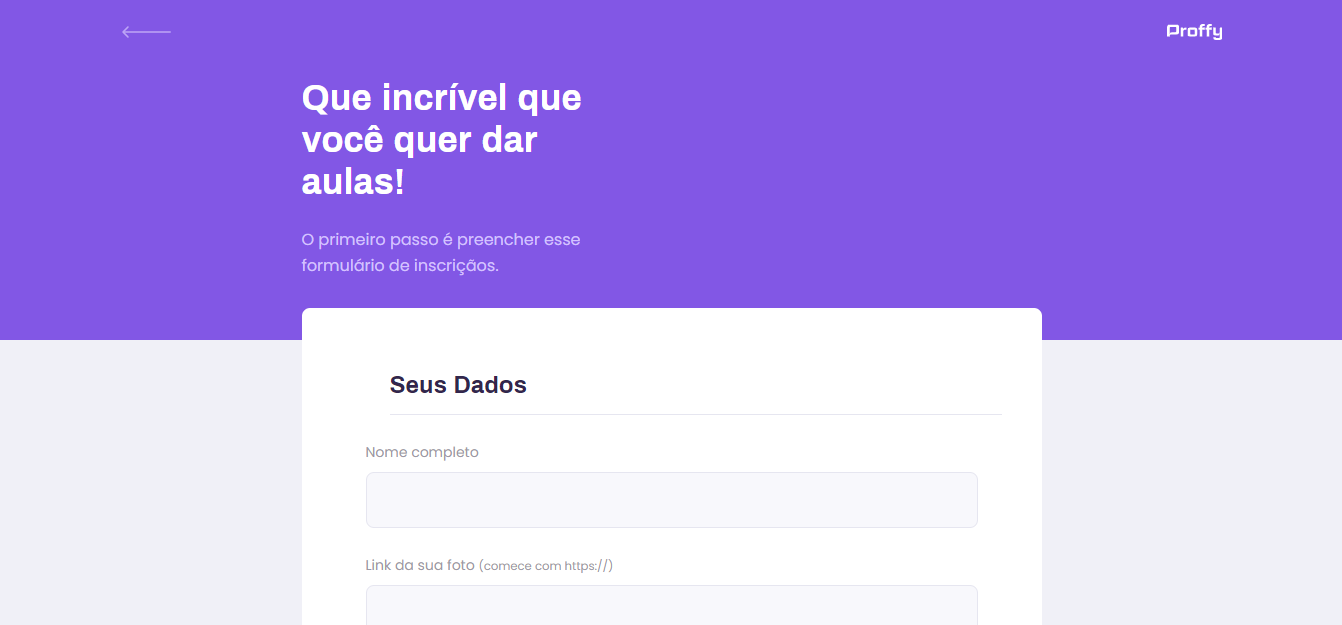 Proffy
Que incrível que
você quer dar
aulas!
O primeiro passo é preencher esse
formulário de inscriçãos.
Seus Dados
Nome completo
Link da sua foto (comece com https://)